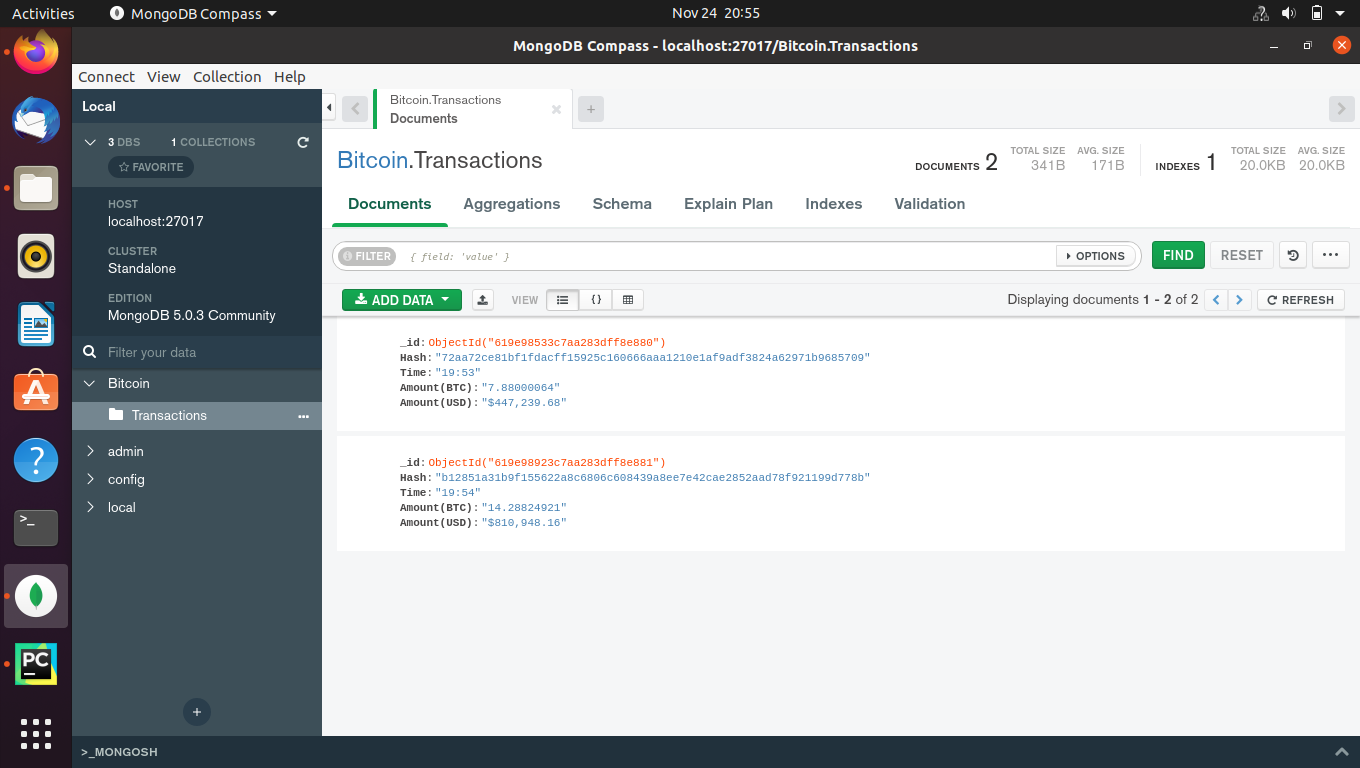 Activities
MongoDB Compass
Nov 24 20:55
MongoDB Compass - localhost:27017/Bitcoin.Transactions
Connect View Collection Help
Local
3 DBS 1 COLLECTIONS
FAVORITE
HOST
localhost:27017
CLUSTER
Standalone
EDITION
MongoDB 5.0.3 Community
Filter your data
Bitcoin
Transactions
admin
config
local
Bitcoin.Transactions
Documents
Bitcoin.Transactions
DOCUMENTS 2
TOTAL SIZE
341B
AVG. SIZE
171B
INDEXES 1
TOTAL SIZE
20.0KB
AVG. SIZE
20.0KB
Documents Aggregations Schema Explain Plan Indexes Validation
FILTER { field: 'value' }
OPTIONS
FIND
RESET
ADD DATA
VIEW
{ }
Displaying documents 1 - 2 of 2
REFRESH
_id: ObjectId("619e98533c7aa283dff8e880")
Hash: "72aa72ce81bf1fdacff15925c160666aaa1210e1af9adf3824a62971b9685709"
Time: "19:53"
Amount(BTC): "7.88000064"
Amount(USD): "$447,239.68"
_id: ObjectId("619e98923c7aa283dff8e881")
Hash: "b12851a31b9f155622a8c6806c608439a8ee7e42cae2852aad78f921199d778b"
Time: "19:54"
Amount(BTC): "14.28824921"
Amount(USD): "$810,948.16"
>_MONGOSH
PC